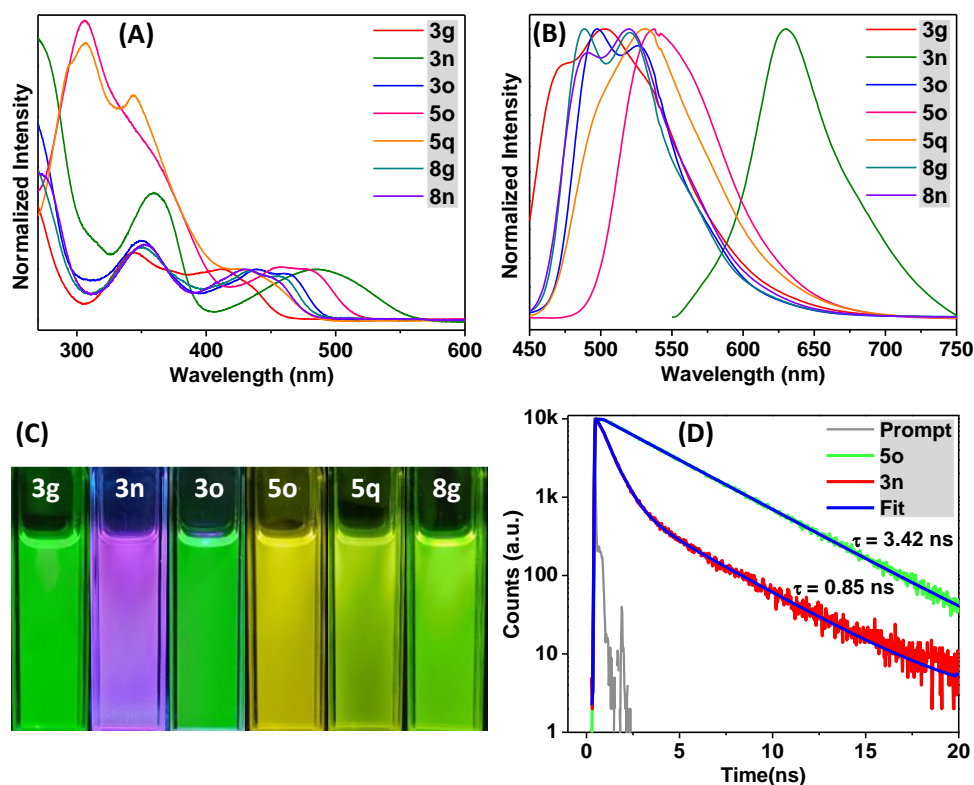 (A)
3g
3n
3o
5o
5q
8g
8n
Normalized Intensity
300 400 500 600
Wavelength (nm)
(B)
3g
3n
3o
5o
5q
8g
8n
Normalized Intensity
450 500 550 600 650 700 750
Wavelength (nm)
(C)
3g 3n 3o 5o 5q 8g
(D)
Prompt
5o
3n
Fit
τ = 3.42 ns
τ = 0.85 ns
Counts (a.u.)
10k
1k
100
10
1
0 5 10 15 20
Time(ns)